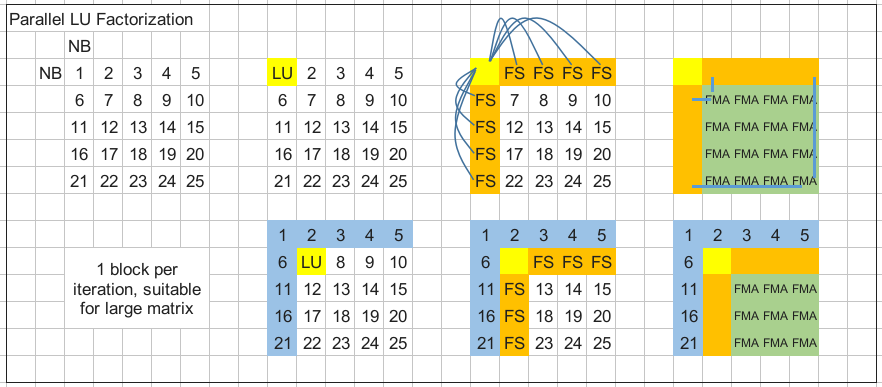 Parallel LU Factorization
NB
NB 1 2 3 4 5 LU 2 3 4 5 FS FS FS FS
6 7 8 9 10 6 7 8 9 10 FS 7 8 9 10 FMA FMA FMA FMA
11 12 13 14 15 11 12 13 14 15 FS 12 13 14 15 FMA FMA FMA FMA
16 17 18 19 20 16 17 18 19 20 FS 17 18 19 20 FMA FMA FMA FMA
21 22 23 24 25 21 22 23 24 25 FS 22 23 24 25 FMA FMA FMA FMA
1 2 3 4 5 1 2 3 4 5 1 2 3 4 5
6 LU 8 9 10 6 FS FS FS 6
1 block per
iteration, suitable
for large matrix
11 12 13 14 15 11 FS 13 14 15 11 FMA FMA FMA
16 17 18 19 20 16 FS 18 19 20 16 FMA FMA FMA
21 22 23 24 25 21 FS 23 24 25 21 FMA FMA FMA